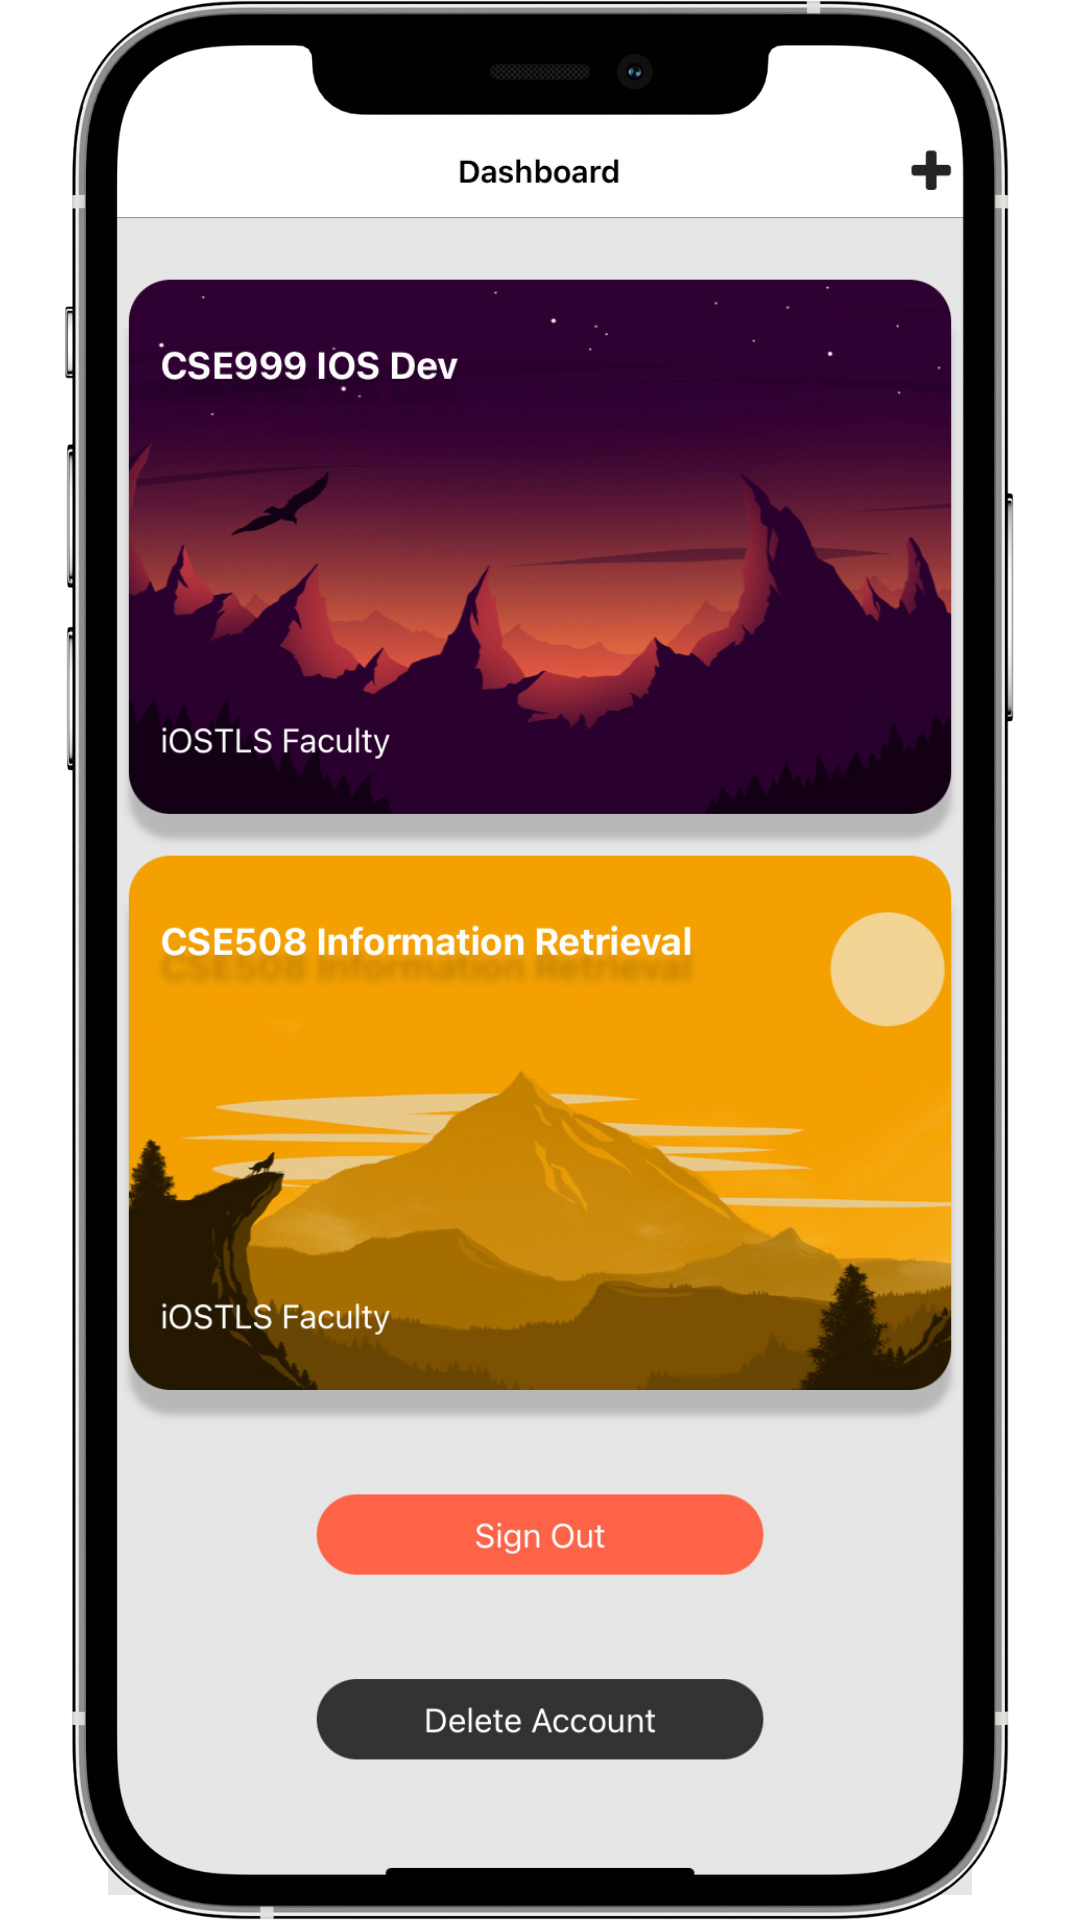 Dashboard
CSE999 IOS Dev
iOSTLS Faculty
CSE508 Information Retrieval
iOSTLS Faculty
Sign Out
Delete Account